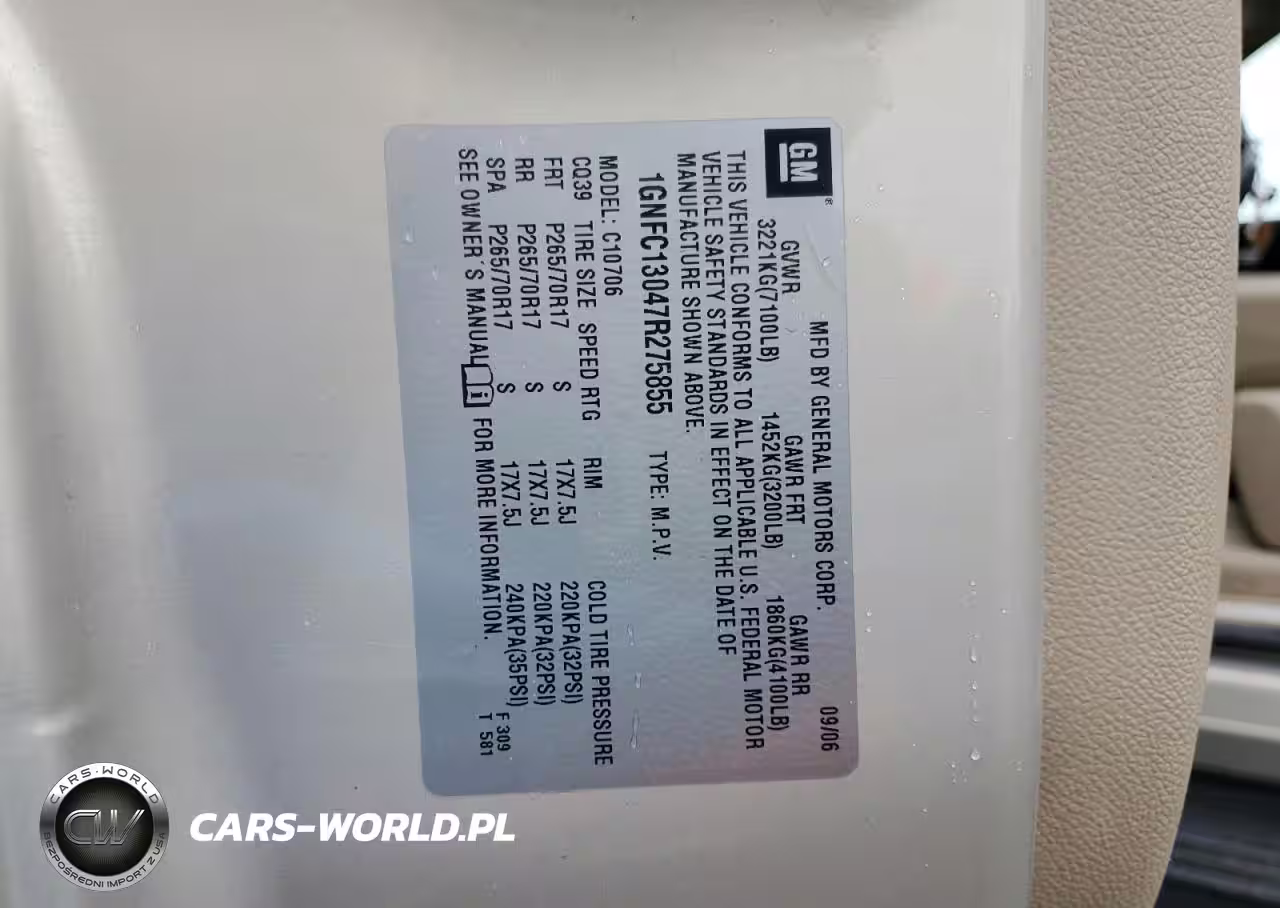 GM ®
MFD BY GENERAL MOTORS CORP. 09/06
GVWR GAWR FRT GAWR RR
3221KG(7100LB) 1452KG(3200LB) 1860KG(4100LB)
THIS VEHICLE CONFORMS TO ALL APPLICABLE U.S. FEDERAL MOTOR
VEHICLE SAFETY STANDARDS IN EFFECT ON THE DATE OF
MANUFACTURE SHOWN ABOVE.
1GNFC13047R275855 TYPE: M.P.V.
MODEL: C10706
CQ39 TIRE SIZE SPEED RTG RIM COLD TIRE PRESSURE
FRT P265/70R17 S 17X7.5J 220KPA(32PSI)
RR P265/70R17 S 17X7.5J 220KPA(32PSI)
SPA P265/70R17 S 17X7.5J 240KPA(35PSI)
SEE OWNER'S MANUAL i FOR MORE INFORMATION.
F 309
T 581
CARS-WORLD
CW
BEZPOŚREDNI IMPORT Z USA
CARS-WORLD.PL